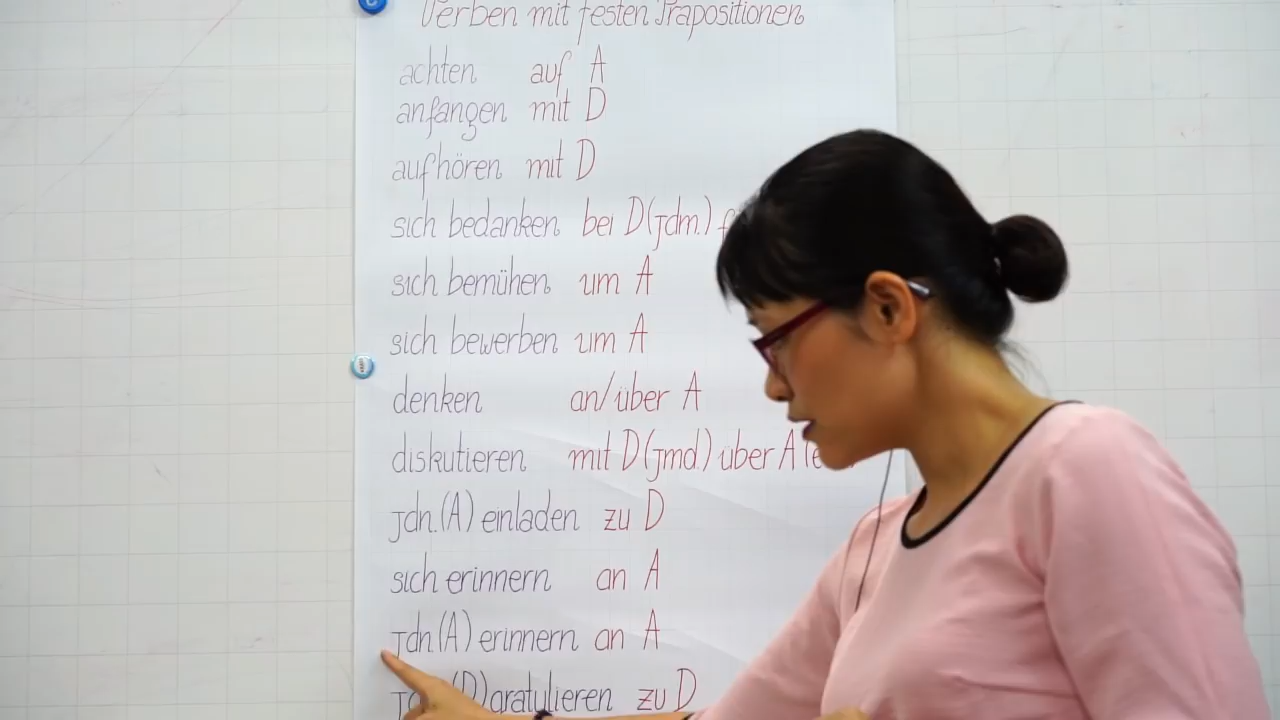 Verben mit festen Präpositionen
achten auf A
anfangen mit D
aufhören mit D
sich bedanken bei D(jdm.)
sich bemühen um A
sich bewerben um A
denken an/über A
diskutieren mit D(jmd.) über A
jdn.(A) einladen zu D
sich erinnern an A
jdn.(A) erinnern an A
(D) gratulieren zu D